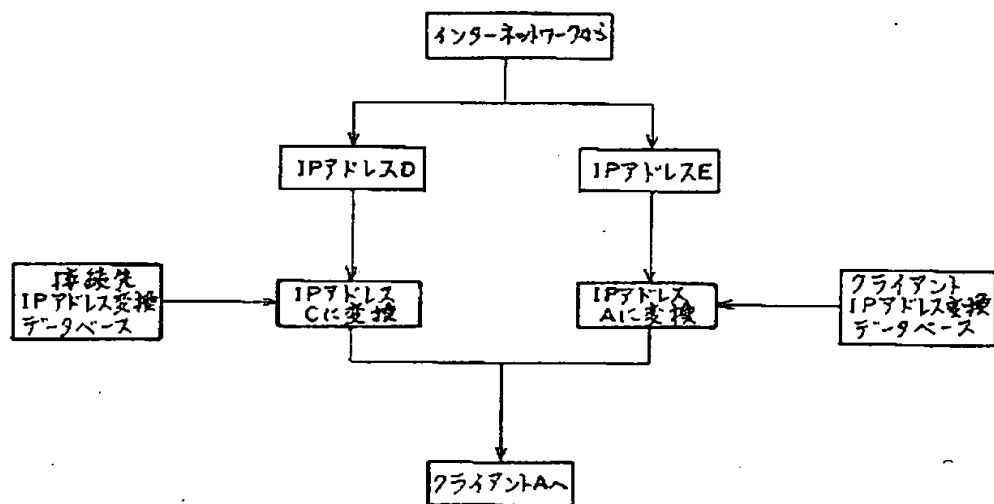 インターネットワークから
IPアドレスD
IPアドレスE
接続先
IPアドレス変換
データベース
IPアドレス
Cに変換
IPアドレス
Aに変換
クライアント
IPアドレス変換
データベース
クライアントAへ